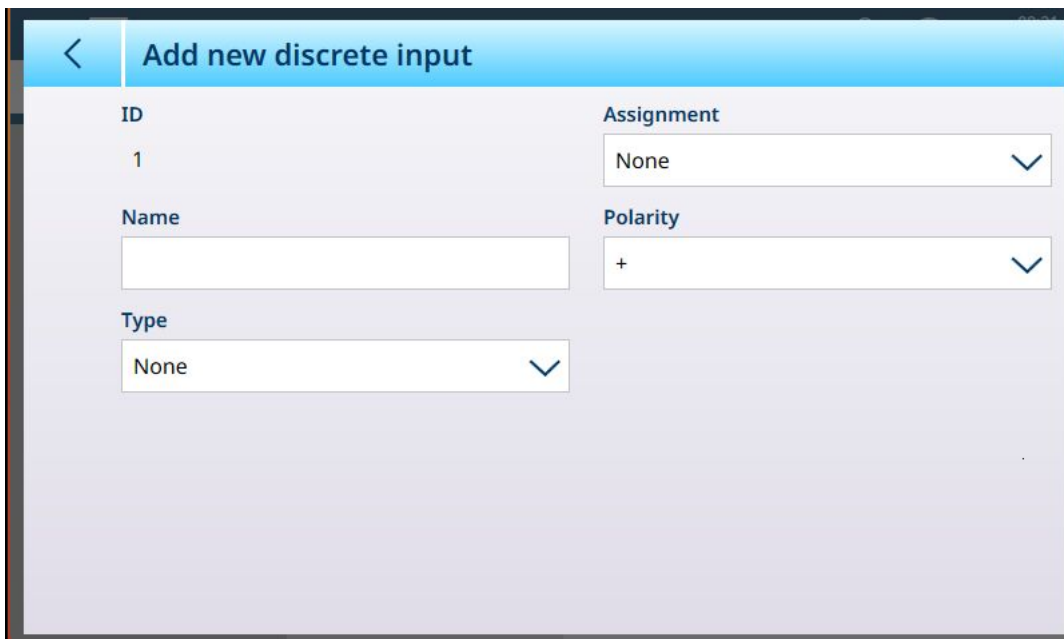 Add new discrete input
ID
1
Assignment
None
Name
Polarity
+
Type
None